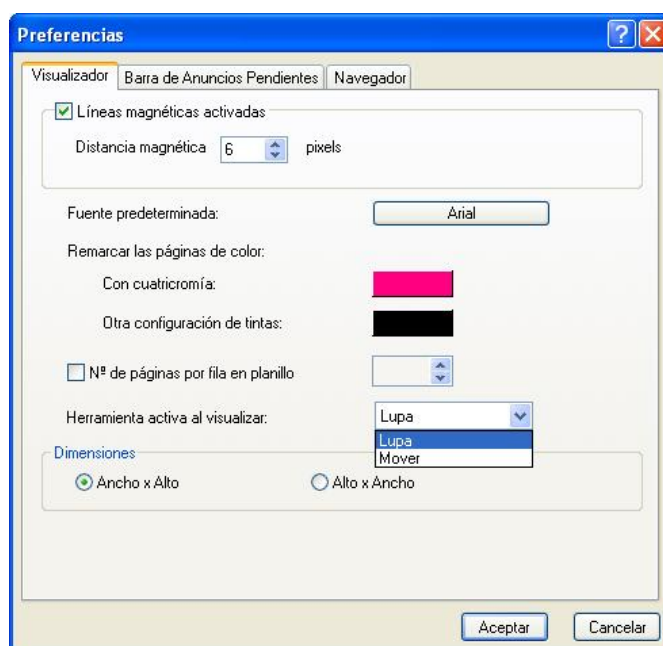 Preferencias
Visualizador Barra de Anuncios Pendientes Navegador
Líneas magnéticas activadas
Distancia magnética 6 pixels
Fuente predeterminada: Arial
Remarcar las páginas de color:
Con cuatricromía:
Otra configuración de tintas:
Nº de páginas por fila en planillo
Herramienta activa al visualizar: Lupa
Lupa
Mover
Dimensiones
Ancho x Alto Alto x Ancho
Aceptar Cancelar